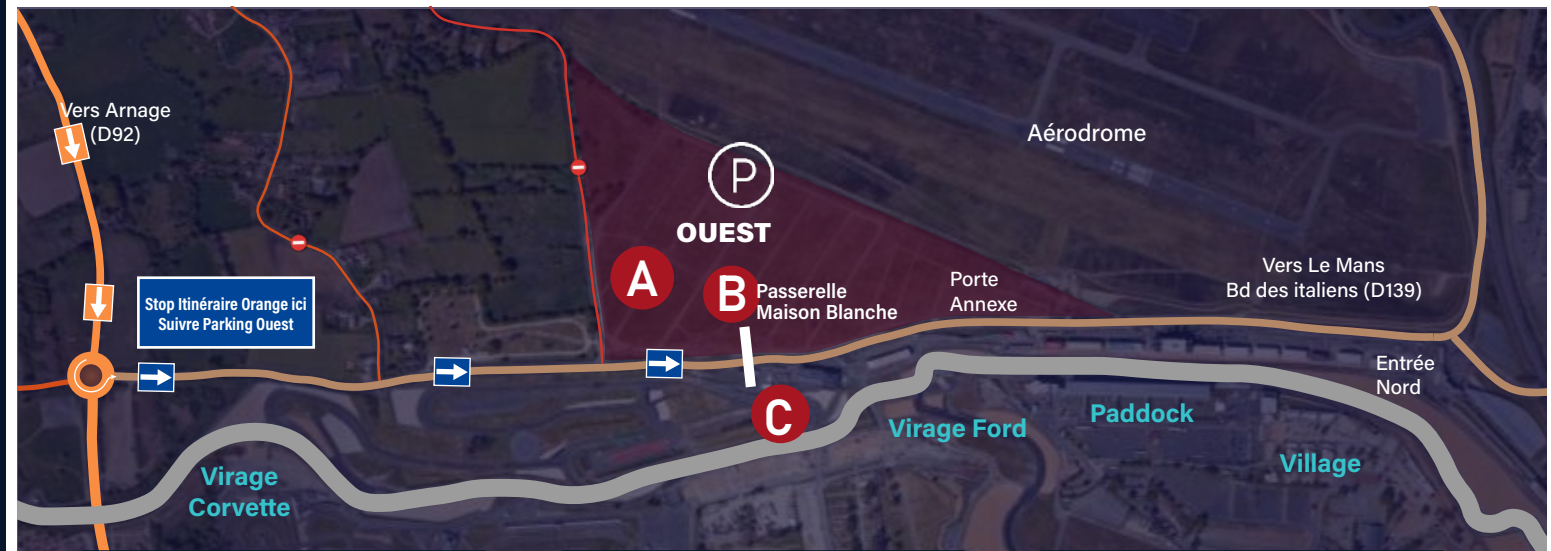 Vers Arnage
(D92)
Stop Itinéraire Orange ici
Suivre Parking Ouest
P
OUEST
A
B
Passerelle
Maison Blanche
C
Porte
Annexe
Aérodrome
Vers Le Mans
Bd des italiens (D139)
Entrée
Nord
Virage
Corvette
Virage Ford
Paddock
Village